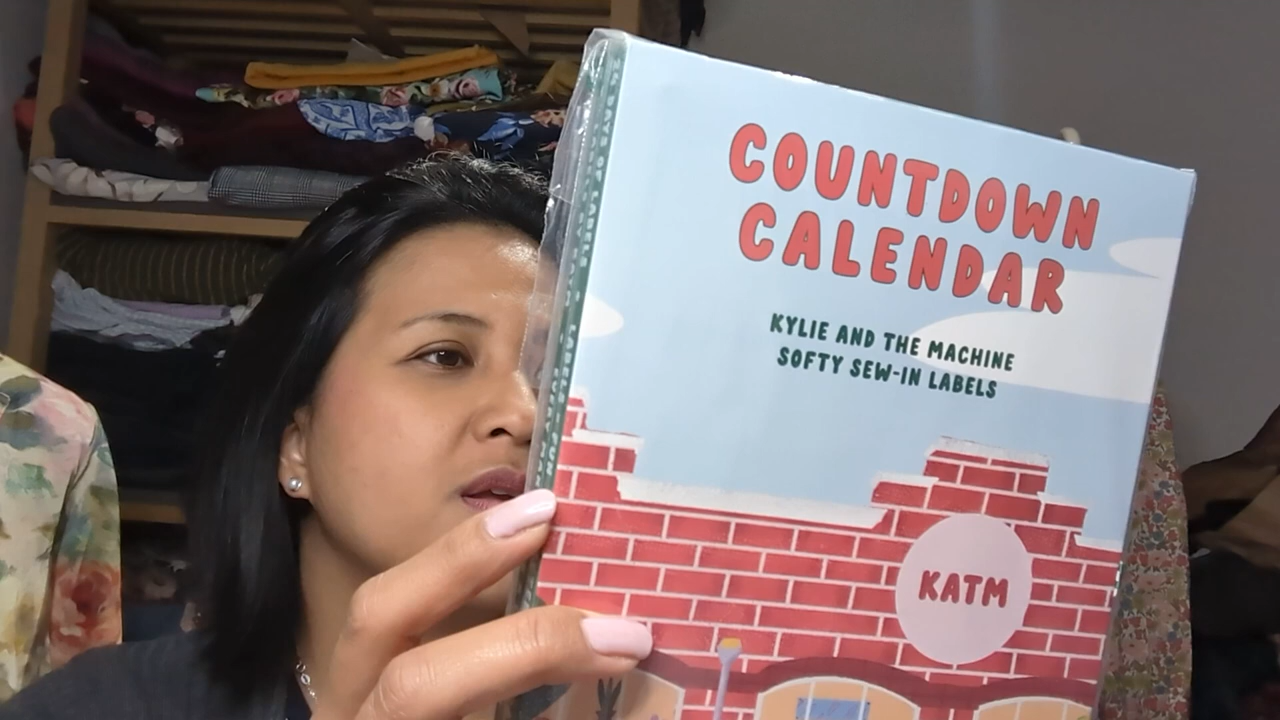 COUNTDOWN
CALENDAR
KYLIE AND THE MACHINE
SOFTY SEW-IN LABELS
KATM